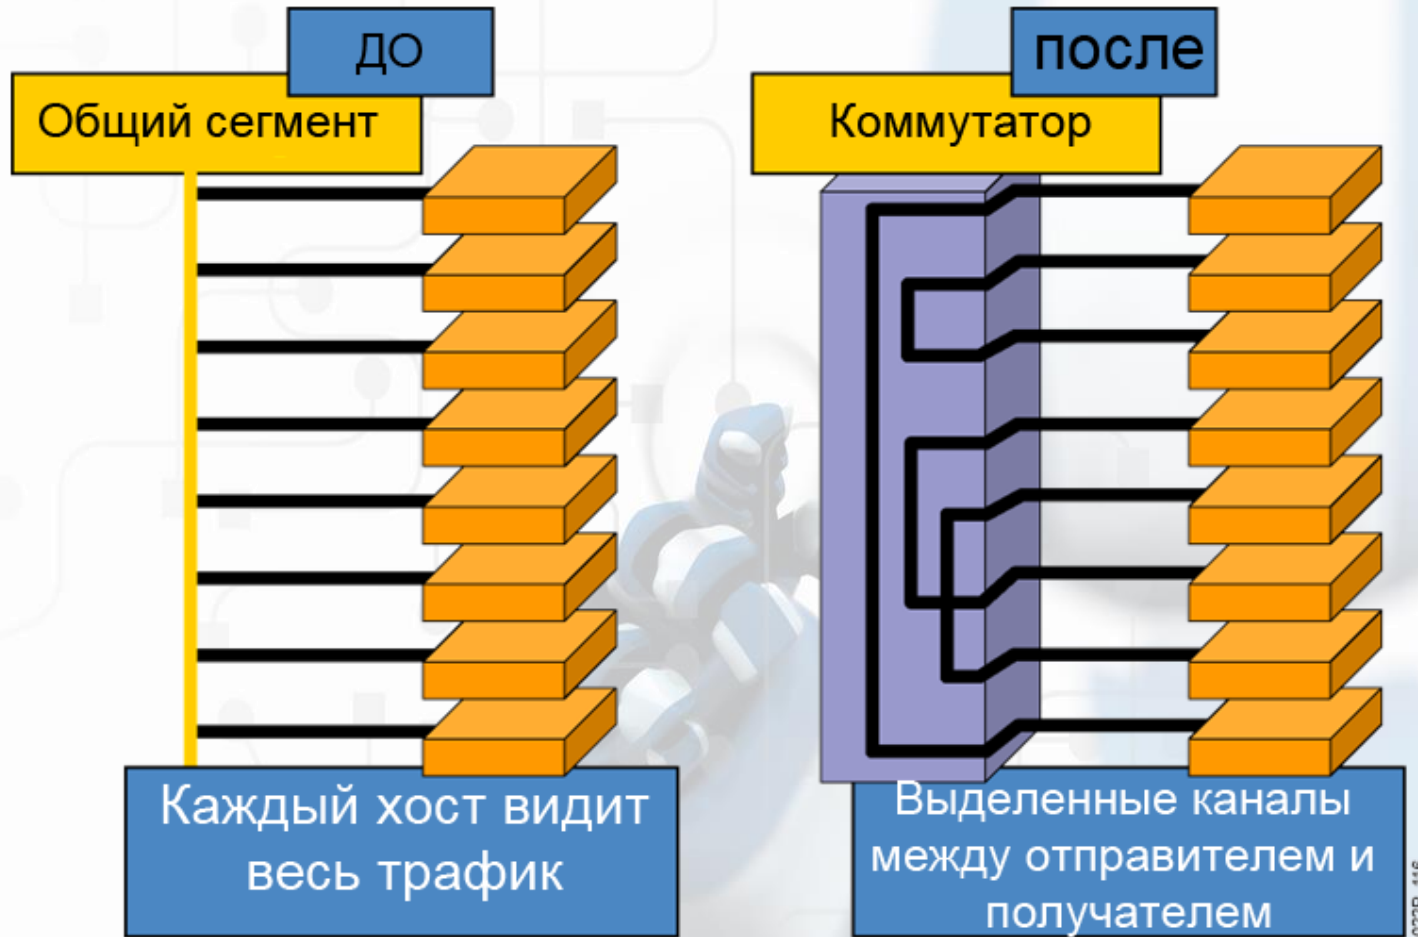 ДО
Общий сегмент
Каждый хост видит
весь трафик
после
Коммутатор
Выделенные каналы
между отправителем и
получателем